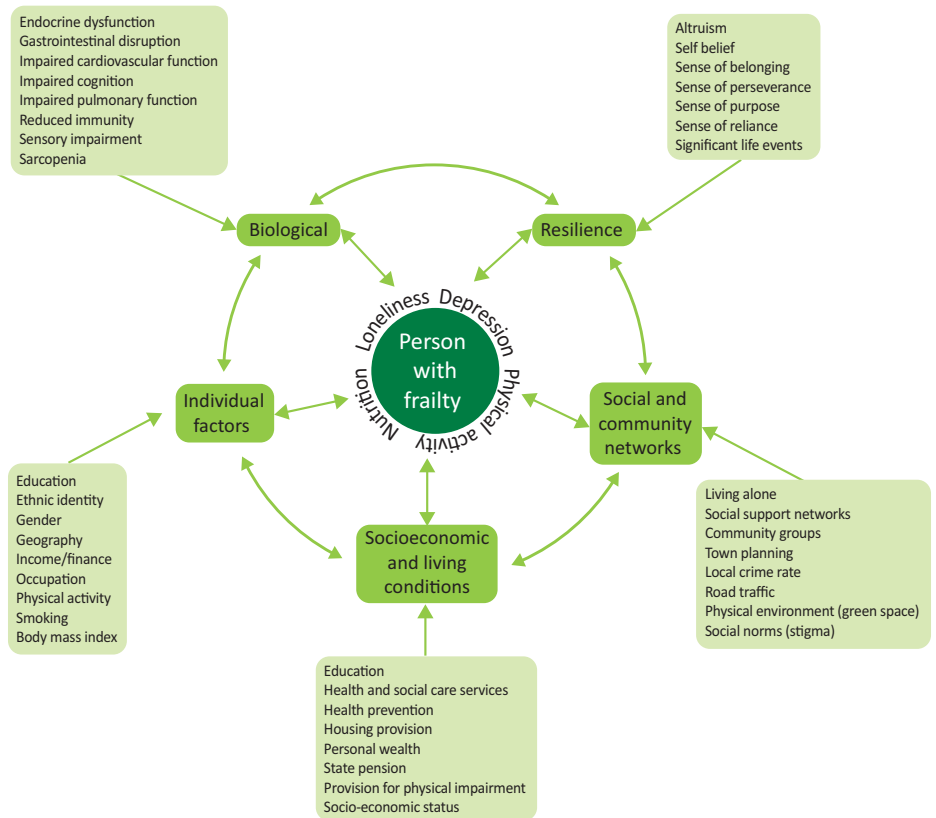 Endocrine dysfunction
Gastrointestinal disruption
Impaired cardiovascular function
Impaired cognition
Impaired pulmonary function
Reduced immunity
Sensory impairment
Sarcopenia
Altruism
Self belief
Sense of belonging
Sense of perseverance
Sense of purpose
Sense of reliance
Significant life events
Biological
Resilience
Loneliness Depression Physical activity Nutrition
Person
with
frailty
Individual
factors
Social and
community
networks
Education
Ethnic identity
Gender
Geography
Income/finance
Occupation
Physical activity
Smoking
Body mass index
Socioeconomic
and living
conditions
Living alone
Social support networks
Community groups
Town planning
Local crime rate
Road traffic
Physical environment (green space)
Social norms (stigma)
Education
Health and social care services
Health prevention
Housing provision
Personal wealth
State pension
Provision for physical impairment
Socio-economic status